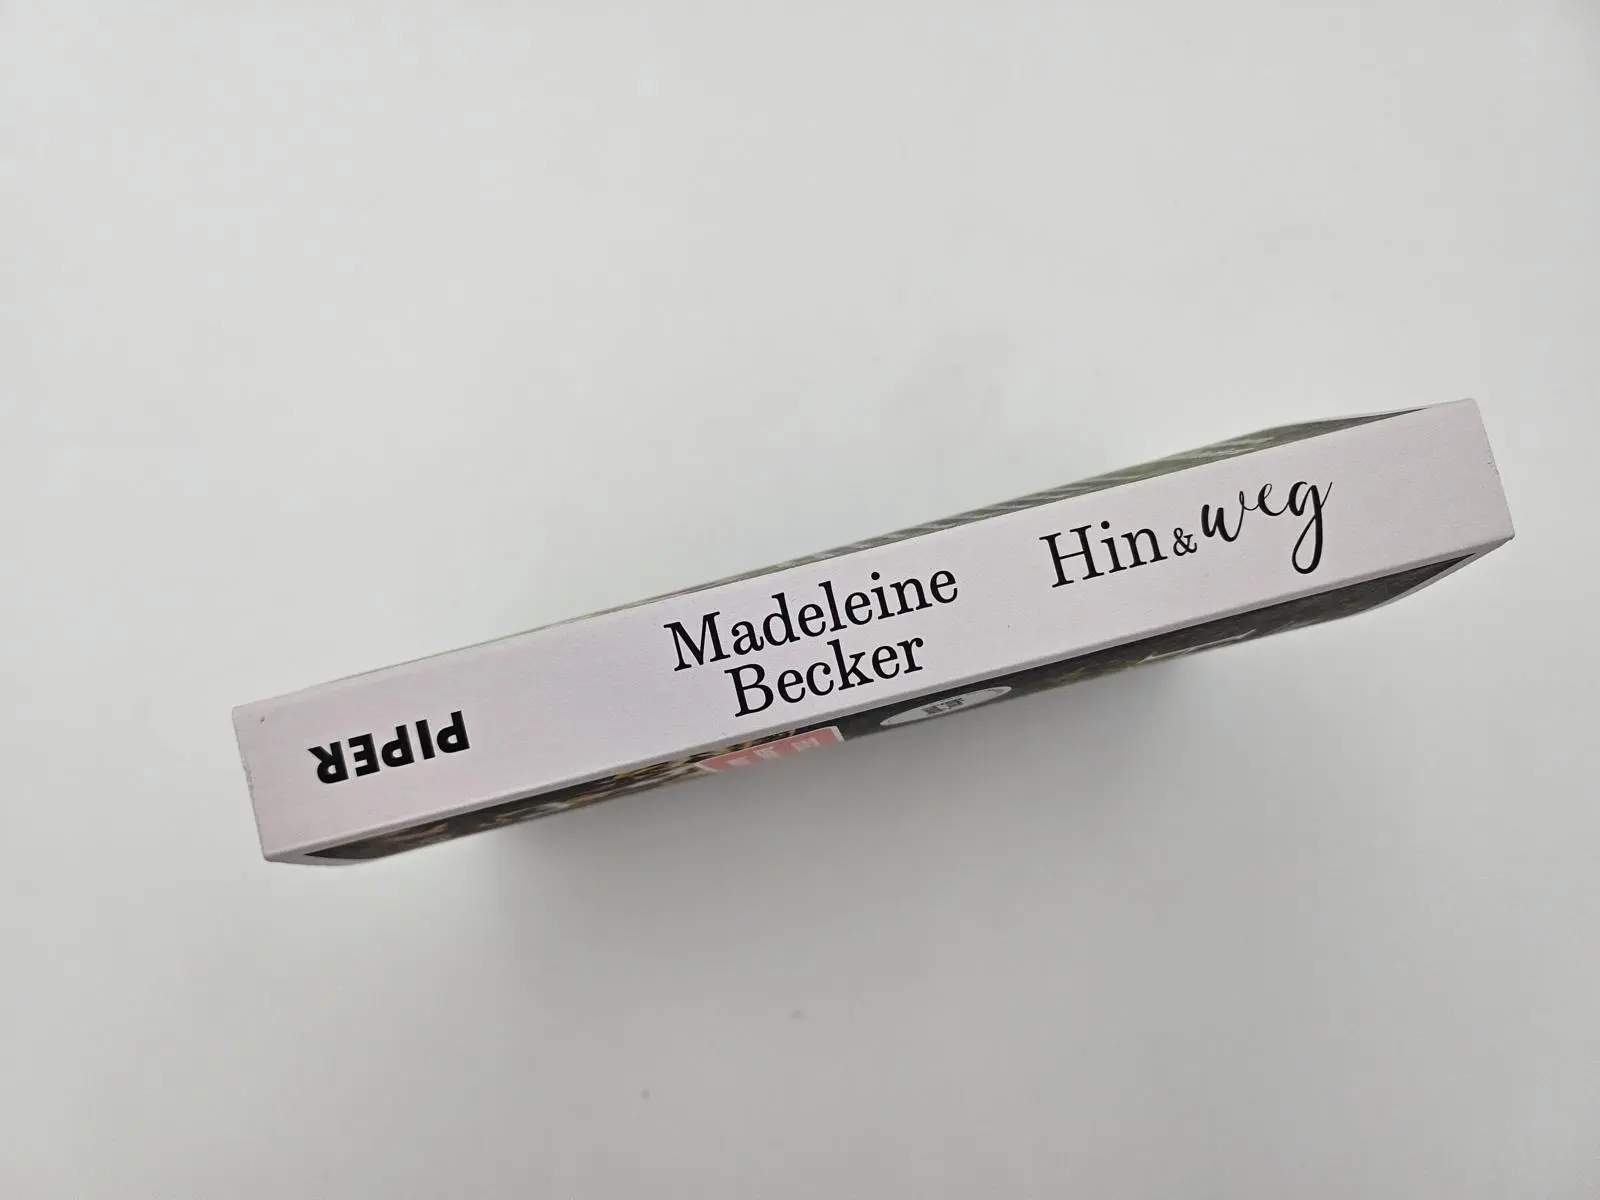 Madeleine
Becker
Hin & weg
PIPER